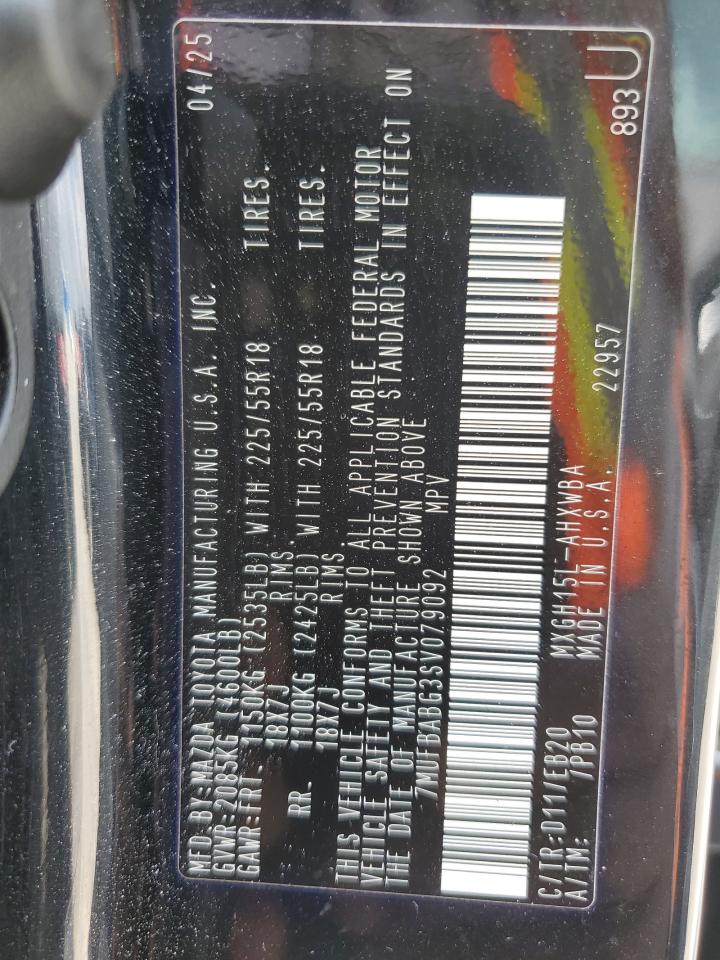 MFD.BY:MAZDA TOYOTA MANUFACTURING U.S.A. INC. 04/25
GVWR:2085KG (4600LB)
GAWR:FRT. 1150KG (2535LB) WITH 225/55R18 TIRES.
18X7J RIMS.
RR. 1100KG (2425LB) WITH 225/55R18 TIRES.
18X7J RIMS
THIS VEHICLE CONFORMS TO ALL APPLICABLE FEDERAL MOTOR
VEHICLE SAFETY AND THEFT PREVENTION STANDARDS IN EFFECT ON
THE DATE OF MANUFACTURE SHOWN ABOVE
7MUFBABG3SV079092 MPV
C/TR:D11/EB20 MXGH15L-AHXWBA 22957 893U
A/TM: /PB10 MADE IN U.S.A.